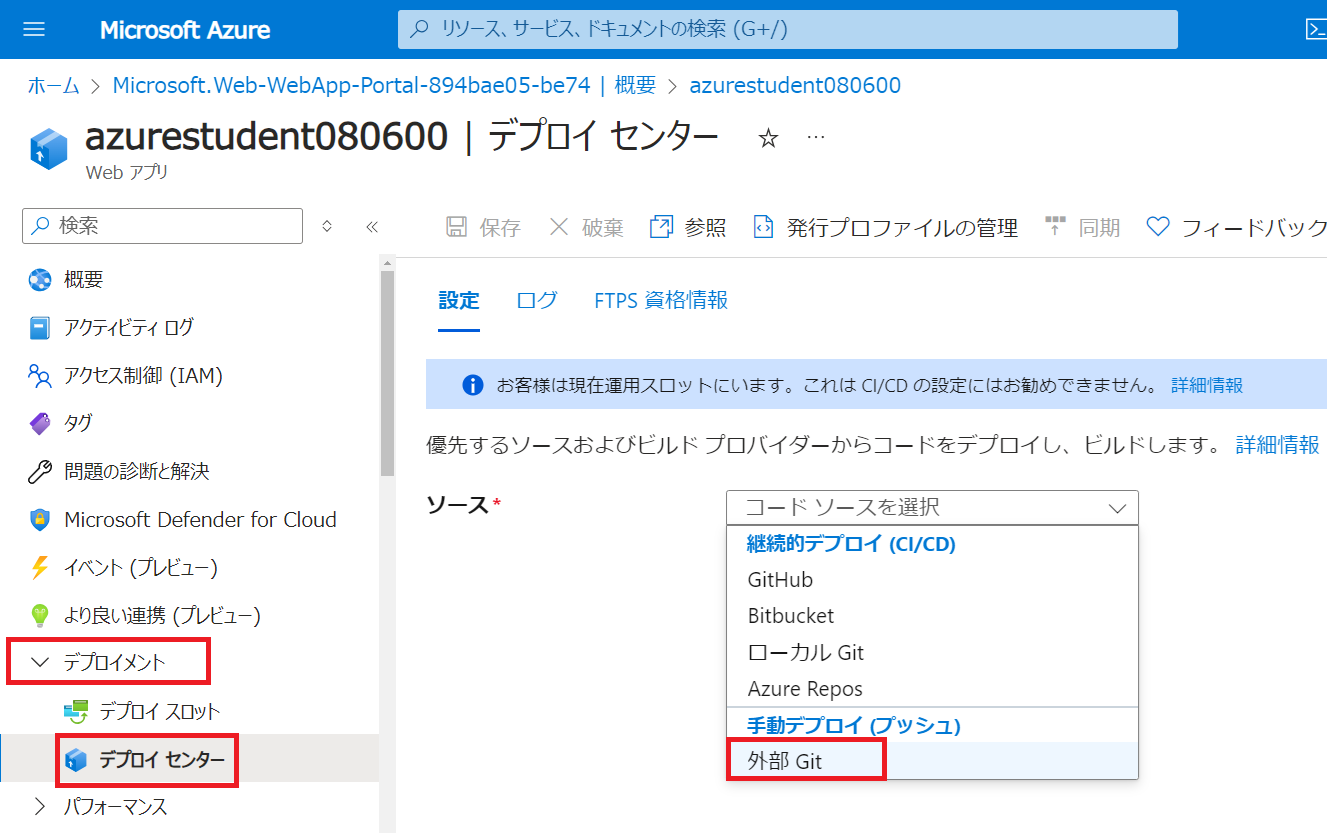 Microsoft Azure
リソース、サービス、ドキュメントの検索 (G+/)
ホーム > Microsoft.Web-WebApp-Portal-894bae05-be74 | 概要 > azurestudent080600
azurestudent080600 | デプロイ センター
Web アプリ
検索
保存 破棄 参照 発行プロファイルの管理 同期 フィードバック
概要
アクティビティ ログ
アクセス制御 (IAM)
タグ
問題の診断と解決
Microsoft Defender for Cloud
イベント (プレビュー)
より良い連携 (プレビュー)
デプロイメント
デプロイ スロット
デプロイ センター
パフォーマンス
設定 ログ FTPS 資格情報
お客様は現在運用スロットにいます。これは CI/CD の設定にはお勧めできません。 詳細情報
優先するソースおよびビルド プロバイダーからコードをデプロイし、ビルドします。 詳細情報
ソース*
コード ソースを選択
継続的デプロイ (CI/CD)
GitHub
Bitbucket
ローカル Git
Azure Repos
手動デプロイ (プッシュ)
外部 Git